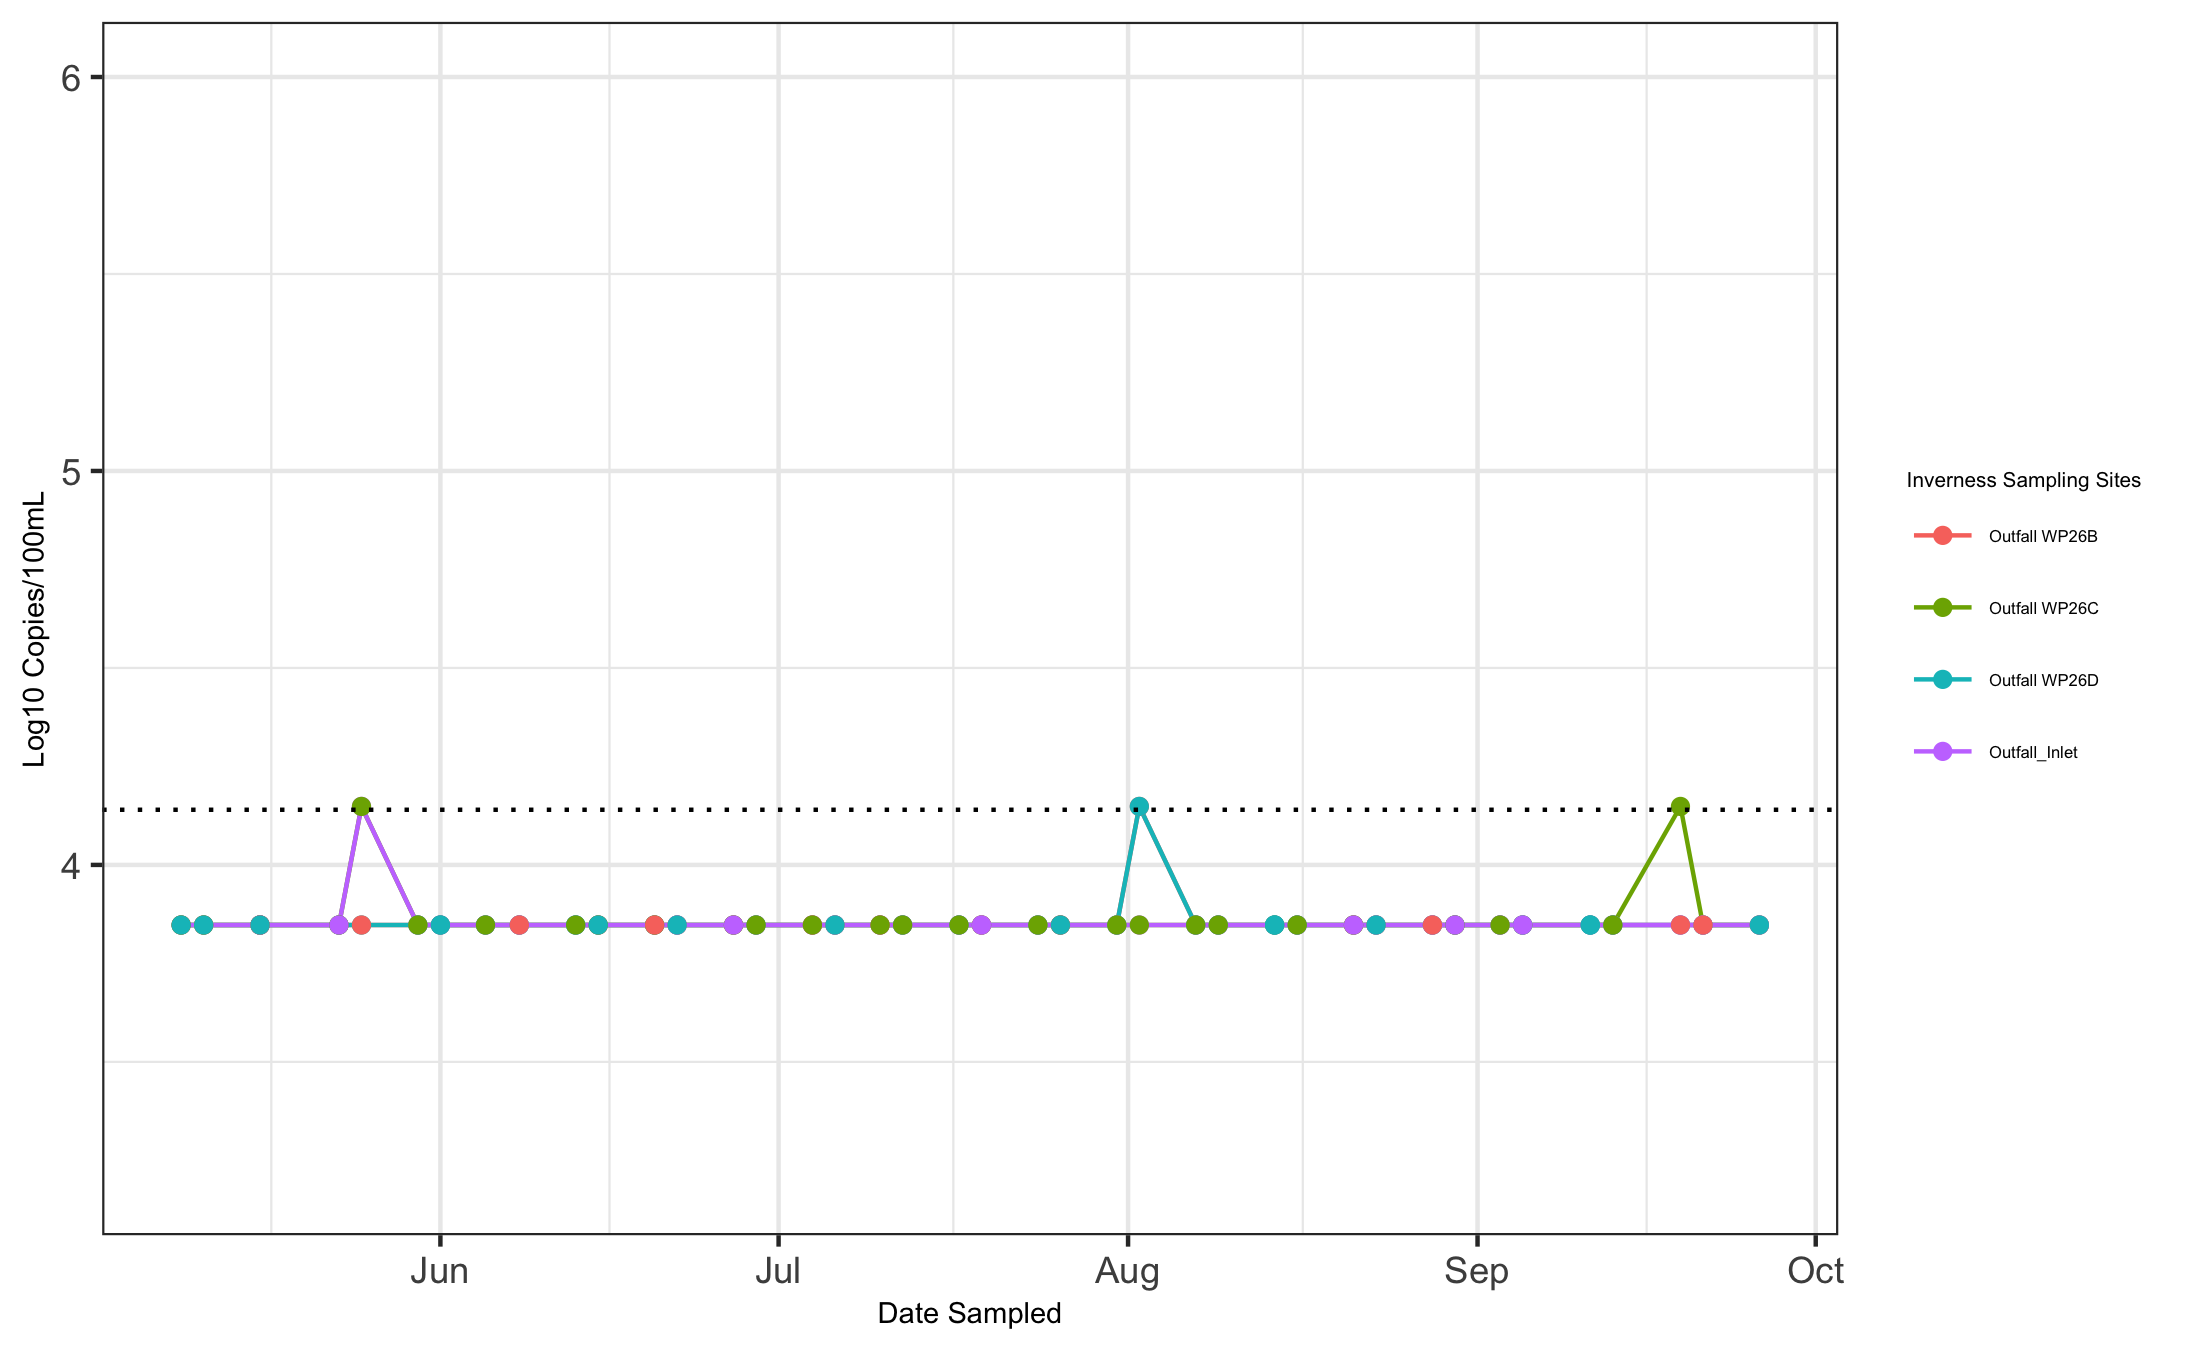 6
5
4
Log10 Copies/100mL
Jun Jul Aug Sep Oct
Date Sampled
Inverness Sampling Sites
Outfall WP26B
Outfall WP26C
Outfall WP26D
Outfall_Inlet